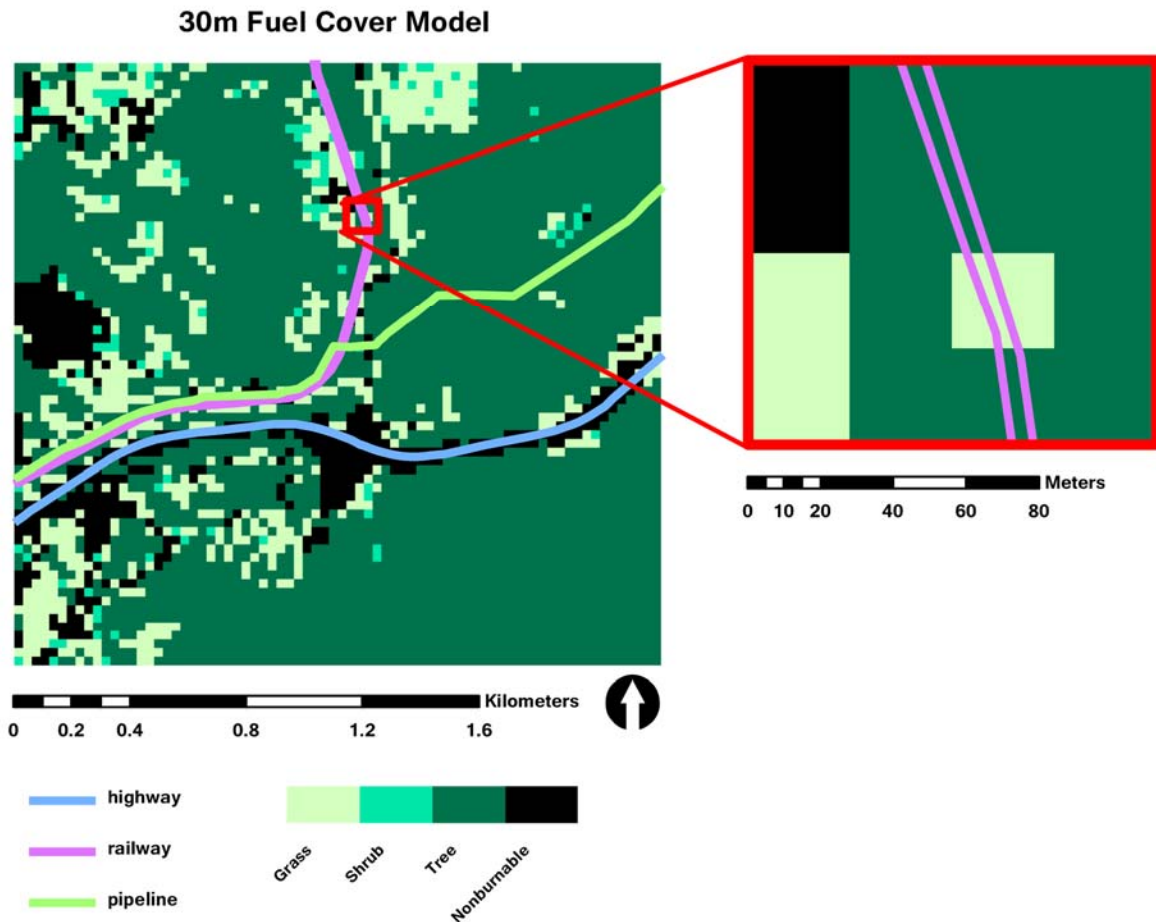 30m Fuel Cover Model
Meters
0 10 20 40 60 80
Kilometers
0 0.2 0.4 0.8 1.2 1.6
highway
railway
pipeline
Grass
Shrub
Tree
Nonburnable